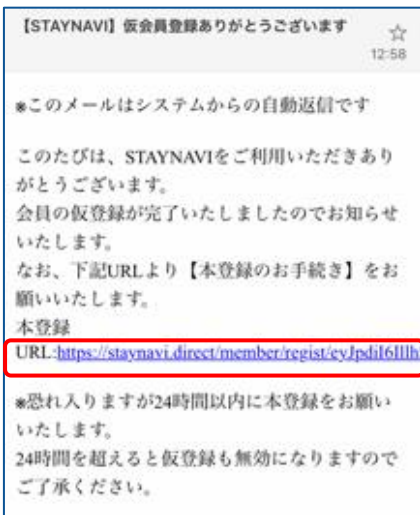 【STAYNAVI】仮会員登録ありがとうございます
12:58
※このメールはシステムからの自動返信です
このたびは、STAYNAVIをご利用いただきあり
がとうございます。
会員の仮登録が完了いたしましたのでお知らせ
いたします。
なお、下記URLより【本登録のお手続き】をお
願いいたします。
本登録
URL:https://staynavi.direct/member/regist/eyJpdiI6IlIh
※恐れ入りますが24時間以内に本登録をお願い
いたします。
24時間を超えると仮登録も無効になりますので
ご了承ください。